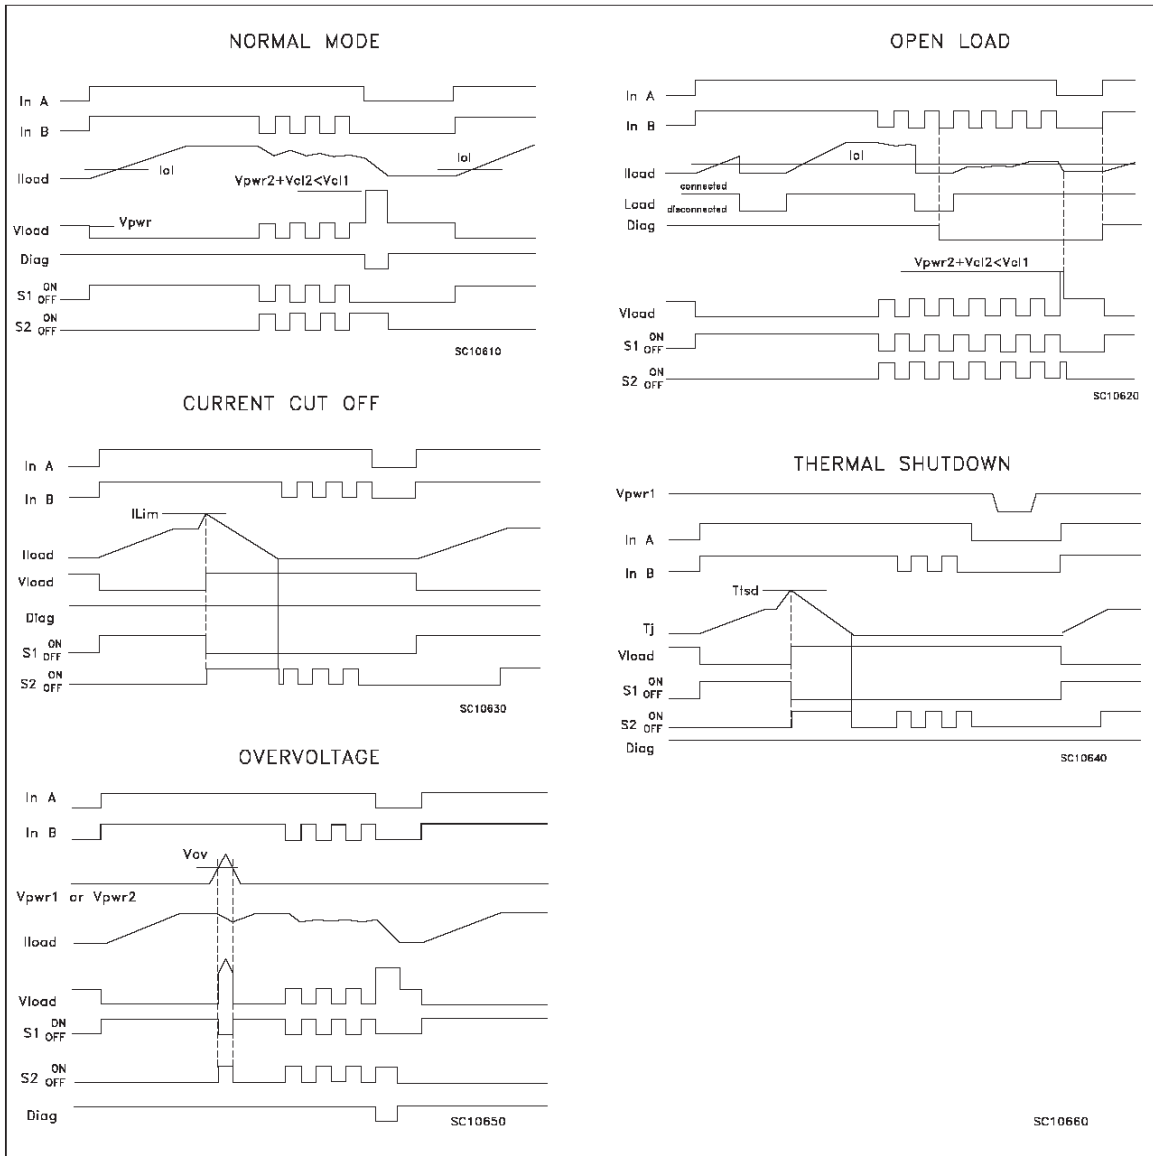 NORMAL MODE
In A
In B
Iol
Iol
Iload
Vpwr2+Vcl2<Vcl1
Vpwr
Vload
Diag
S1 ON
OFF
S2 ON
OFF
SC10610
OPEN LOAD
In A
In B
Iol
Iload
connected
Load
disconnected
Diag
Vpwr2+Vcl2<Vcl1
Vload
S1 ON
OFF
S2 ON
OFF
SC10620
CURRENT CUT OFF
In A
In B
ILim
Iload
Vload
Diag
S1 ON
OFF
S2 ON
OFF
SC10630
THERMAL SHUTDOWN
Vpwr1
In A
In B
Ttsd
Tj
Vload
S1 ON
OFF
S2 ON
OFF
Diag
SC10640
OVERVOLTAGE
In A
In B
Vov
Vpwr1 or Vpwr2
Iload
Vload
S1 ON
OFF
S2 ON
OFF
Diag
SC10650
SC10660